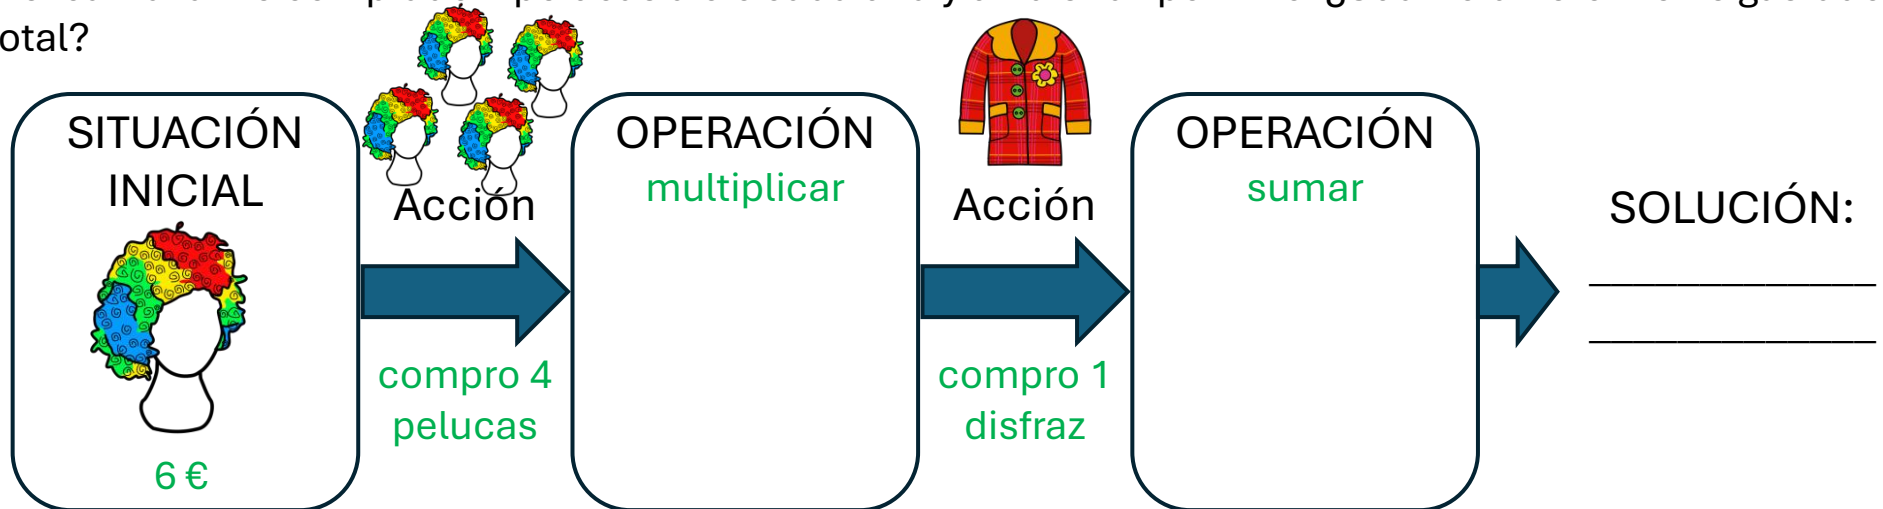 otal?
SITUACIÓN
INICIAL
6 €
Acción
compro 4
pelucas
OPERACIÓN
multiplicar
Acción
compro 1
disfraz
OPERACIÓN
sumar
SOLUCIÓN: